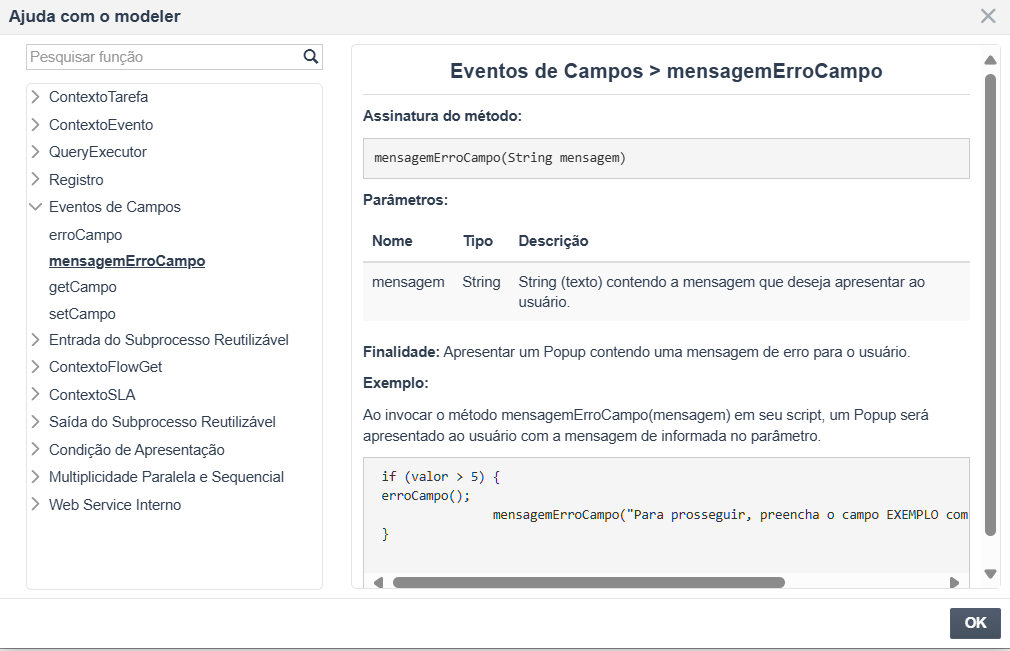 Ajuda com o modeler
Pesquisar função
ContextoTarefa
ContextoEvento
QueryExecutor
Registro
Eventos de Campos
erroCampo
mensagemErroCampo
getCampo
setCampo
Entrada do Subprocesso Reutilizável
ContextoFlowGet
ContextoSLA
Saída do Subprocesso Reutilizável
Condição de Apresentação
Multiplicidade Paralela e Sequencial
Web Service Interno
Eventos de Campos > mensagemErroCampo
Assinatura do método:
mensagemErroCampo(String mensagem)
Parâmetros:
Nome Tipo Descrição
mensagem String String (texto) contendo a mensagem que deseja apresentar ao
usuário.
Finalidade: Apresentar um Popup contendo uma mensagem de erro para o usuário.
Exemplo:
Ao invocar o método mensagemErroCampo(mensagem) em seu script, um Popup será
apresentado ao usuário com a mensagem de informada no parâmetro.
if (valor > 5) {
erroCampo();
mensagemErroCampo("Para prosseguir, preencha o campo EXEMPLO com
}
OK